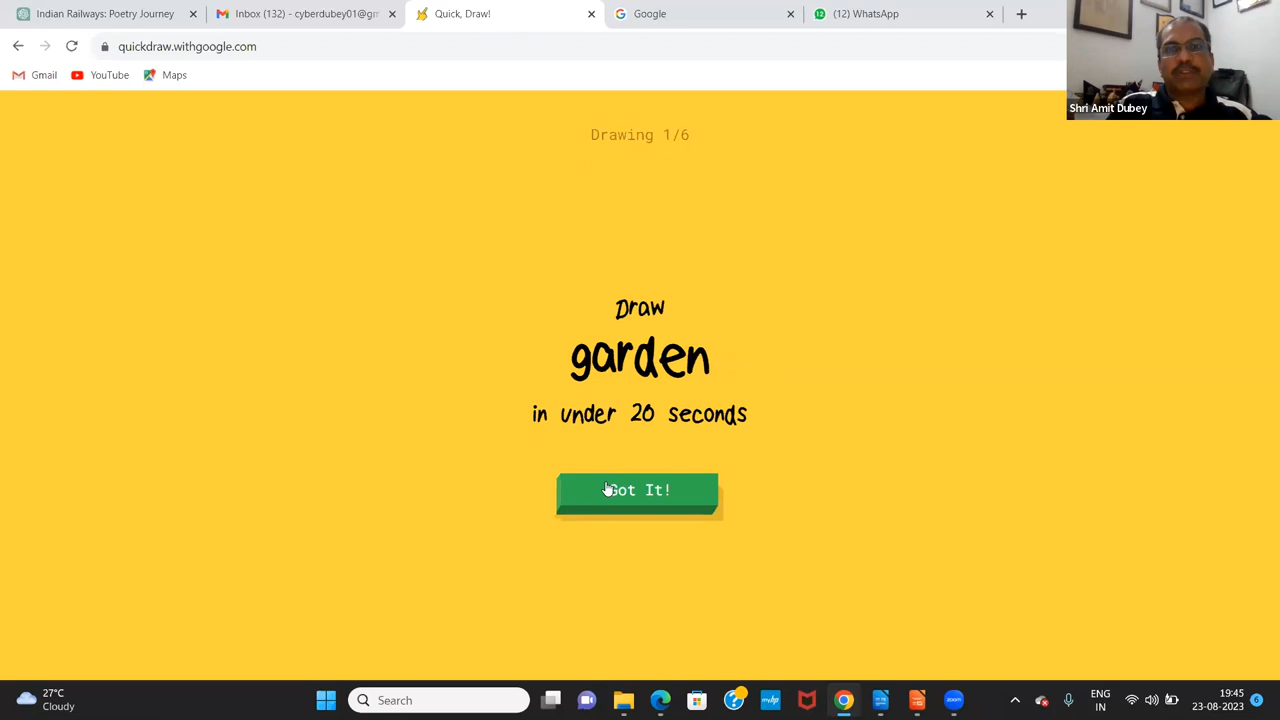 Indian Railways: Poetry Journey
Inbox (132) - cyberdubey01@gm
Quick, Draw!
Google
(12) WhatsApp
quickdraw.withgoogle.com
Gmail
YouTube
Maps
Shri Amit Dubey
Drawing 1/6
Draw
garden
in under 20 seconds
Got It!
27°C
Cloudy
Search
ENG
IN
19:45
23-08-2023
6